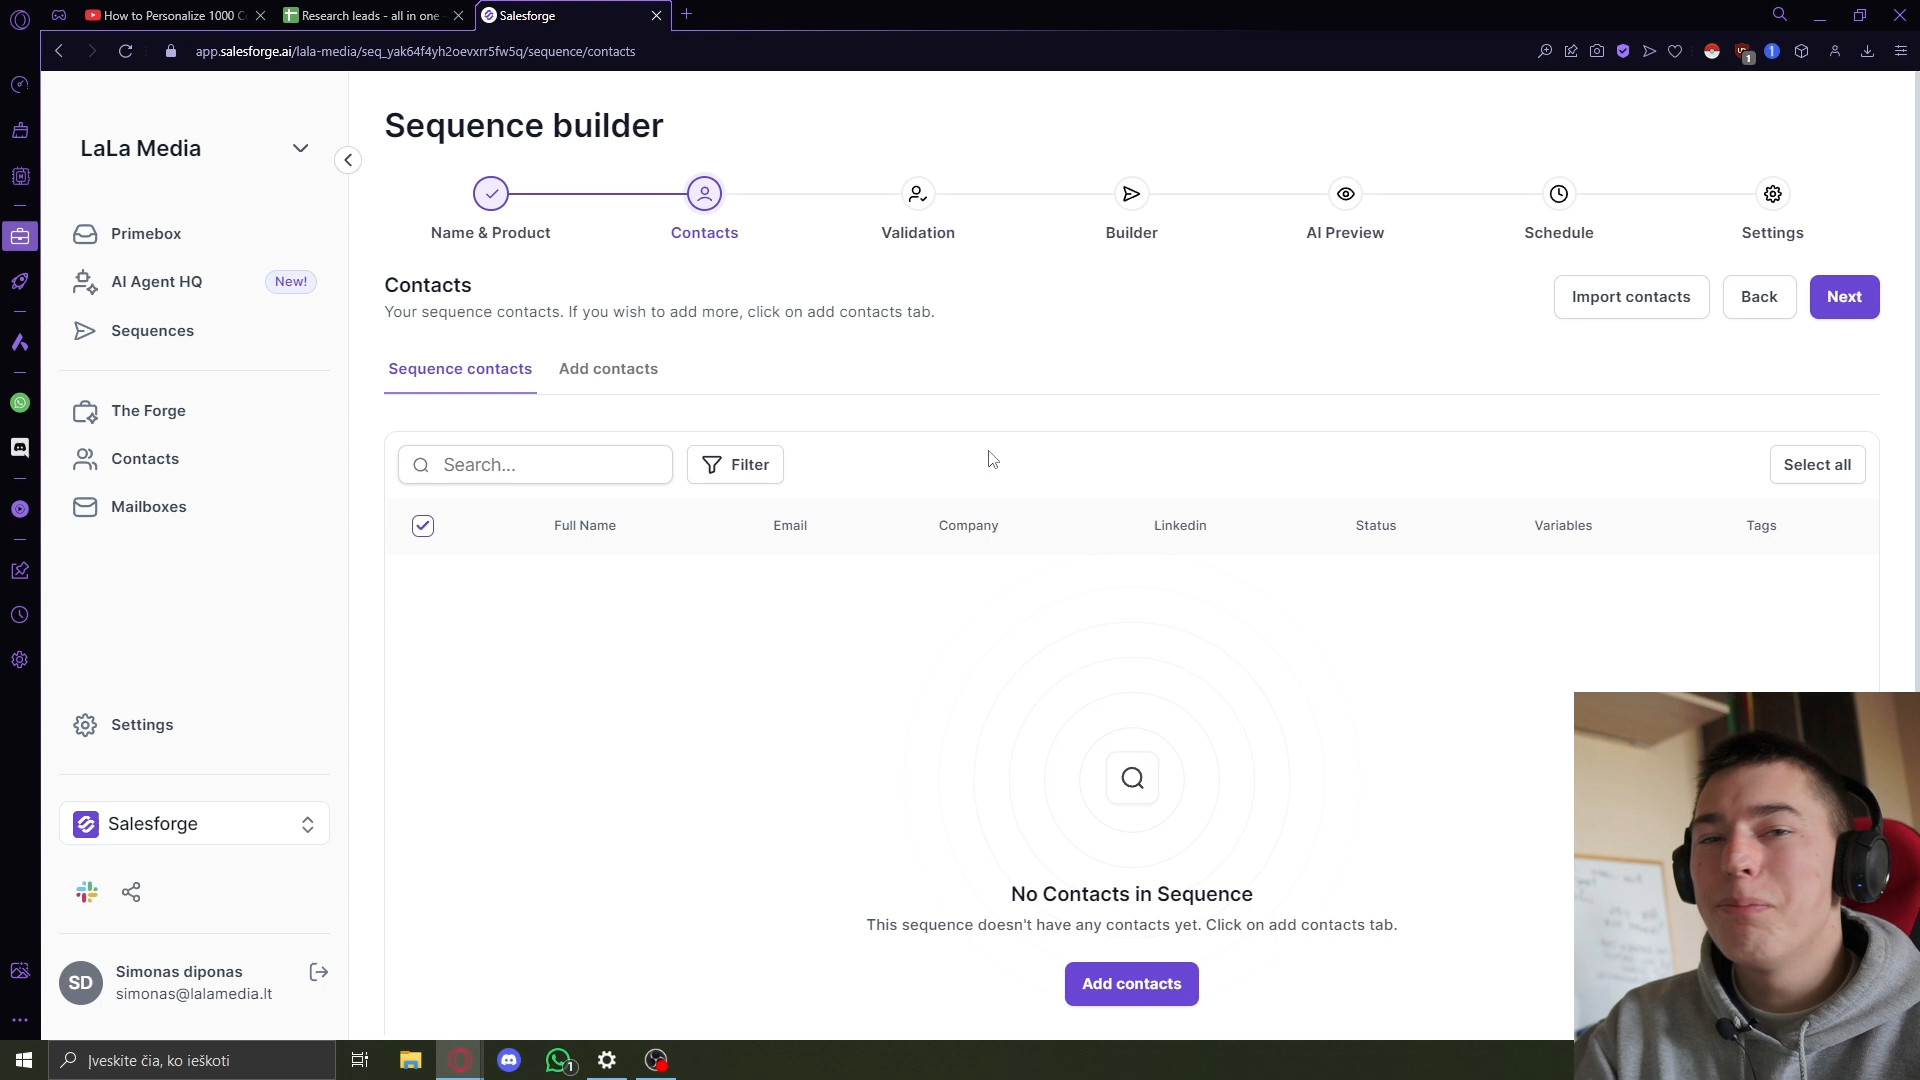 How to Personalize 1000 C
Research leads - all in one
Salesforge
app.salesforge.ai/lala-media/seq_yak64f4yh2oevxrr5fw5q/sequence/contacts
1
1
LaLa Media
Primebox
AI Agent HQ
New!
Sequences
The Forge
Contacts
Mailboxes
Settings
Salesforge
SD
Simonas diponas
simonas@lalamedia.lt
Sequence builder
Name & Product
Contacts
Validation
Builder
AI Preview
Schedule
Settings
Contacts
Your sequence contacts. If you wish to add more, click on add contacts tab.
Import contacts
Back
Next
Sequence contacts
Add contacts
Search...
Filter
Select all
Full Name
Email
Company
Linkedin
Status
Variables
Tags
No Contacts in Sequence
This sequence doesn't have any contacts yet. Click on add contacts tab.
Add contacts
Įveskite čia, ko ieškoti
1